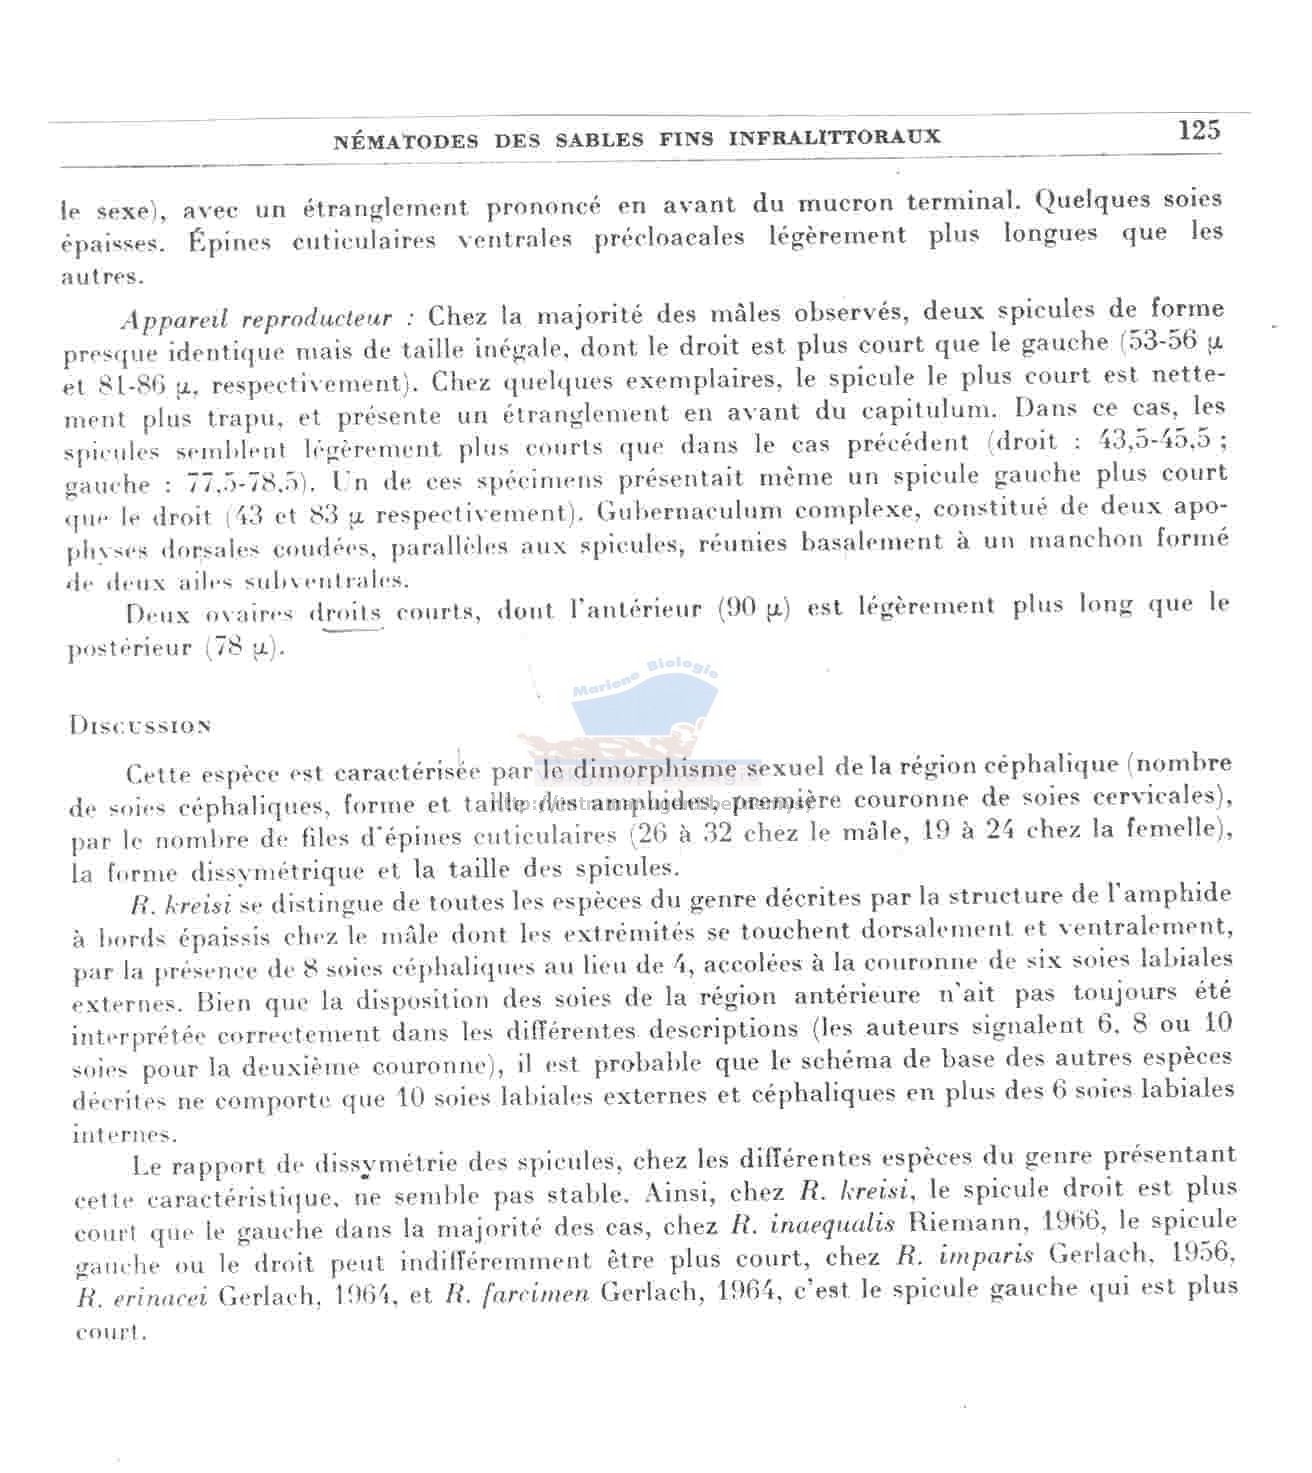 NÉMATODES DES SABLES FINS INFRALITTORAUX 125
le sexe), avec un étranglement prononcé en avant du mucron terminal. Quelques soies
épaisses. Épines cuticulaires ventrales précloacales légèrement plus longues que les
autres.
Appareil reproducteur : Chez la majorité des mâles observés, deux spicules de forme
presque identique mais de taille inégale, dont le droit est plus court que le gauche (53-56 µ
et 81-86 µ, respectivement). Chez quelques exemplaires, le spicule le plus court est nette-
ment plus trapu, et présente un étranglement en avant du capitulum. Dans ce cas, les
spicules semblent légèrement plus courts que dans le cas précédent (droit : 43,5-45,5 ;
gauche : 77,5-78,5). Un de ces spécimens présentait même un spicule gauche plus court
que le droit (43 et 83 µ respectivement). Gubernaculum complexe, constitué de deux apo-
physes dorsales coudées, parallèles aux spicules, réunies basalement à un manchon formé
de deux ailes subventrales.
Deux ovaires droits courts, dont l'antérieur (90 µ) est légèrement plus long que le
postérieur (78 µ).
Mariene Biologie
DISCUSSION
Cette espèce est caractérisée par le dimorphisme sexuel de la région céphalique (nombre
de soies céphaliques, forme et taille des amphides, première couronne de soies cervicales),
par le nombre de files d'épines cuticulaires (26 à 32 chez le mâle, 19 à 24 chez la femelle),
la forme dissymétrique et la taille des spicules.
R. kreisi se distingue de toutes les espèces du genre décrites par la structure de l'amphide
à bords épaissis chez le mâle dont les extrémités se touchent dorsalement et ventralement,
par la présence de 8 soies céphaliques au lieu de 4, accolées à la couronne de six soies labiales
externes. Bien que la disposition des soies de la région antérieure n'ait pas toujours été
interprétée correctement dans les différentes descriptions (les auteurs signalent 6, 8 ou 10
soies pour la deuxième couronne), il est probable que le schéma de base des autres espèces
décrites ne comporte que 10 soies labiales externes et céphaliques en plus des 6 soies labiales
internes.
Le rapport de dissymétrie des spicules, chez les différentes espèces du genre présentant
cette caractéristique, ne semble pas stable. Ainsi, chez R. kreisi, le spicule droit est plus
court que le gauche dans la majorité des cas, chez R. inaequalis Riemann, 1966, le spicule
gauche ou le droit peut indifféremment être plus court, chez R. imparis Gerlach, 1956,
R. erinacei Gerlach, 1964, et R. farcimen Gerlach, 1964, c'est le spicule gauche qui est plus
court.